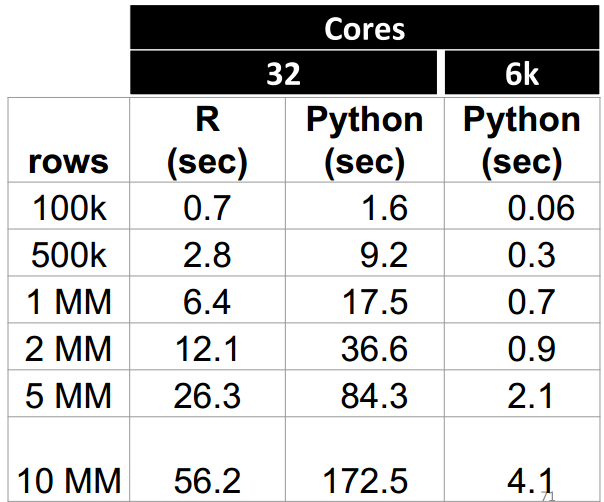 Cores
32 6k
R Python Python
rows (sec) (sec) (sec)
100k 0.7 1.6 0.06
500k 2.8 9.2 0.3
1 MM 6.4 17.5 0.7
2 MM 12.1 36.6 0.9
5 MM 26.3 84.3 2.1
10 MM 56.2 172.5 4.1
71